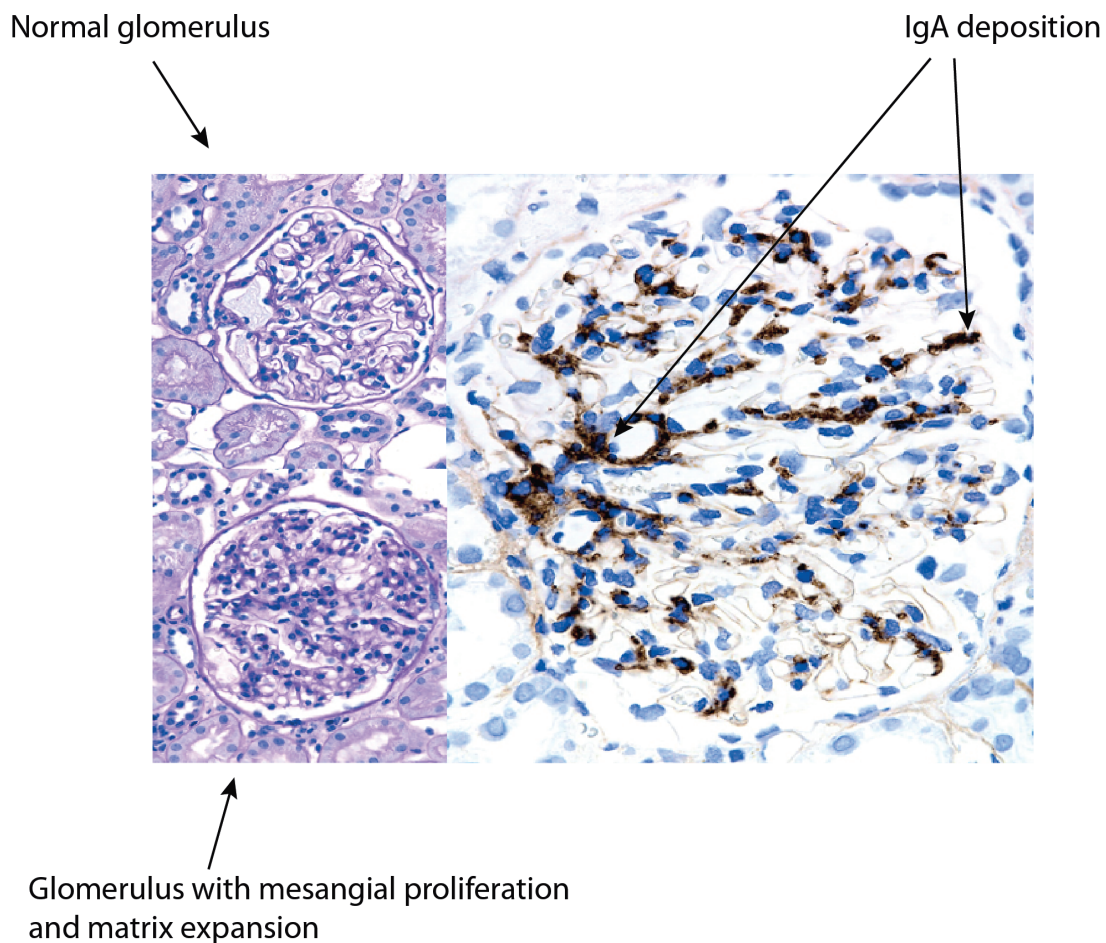 Normal glomerulus
IgA deposition
Glomerulus with mesangial proliferation
and matrix expansion